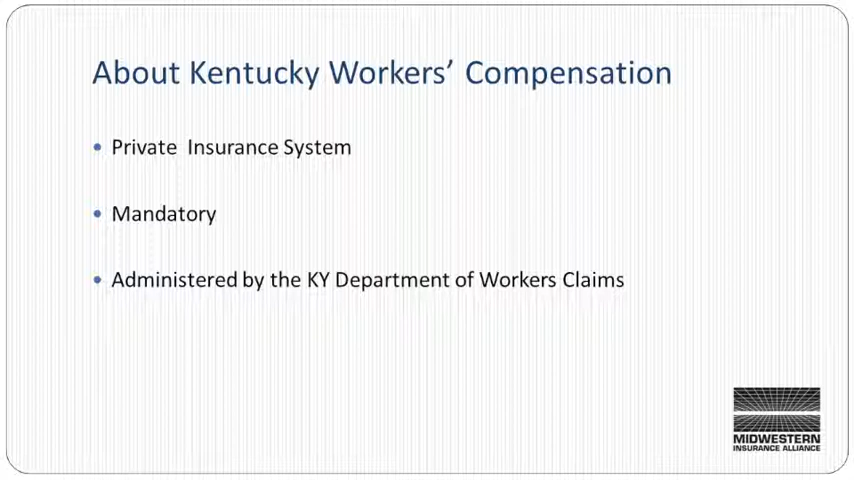 About Kentucky Workers’ Compensation
• Private Insurance System
• Mandatory
• Administered by the KY Department of Workers Claims
MIDWESTERN
INSURANCE ALLIANCE